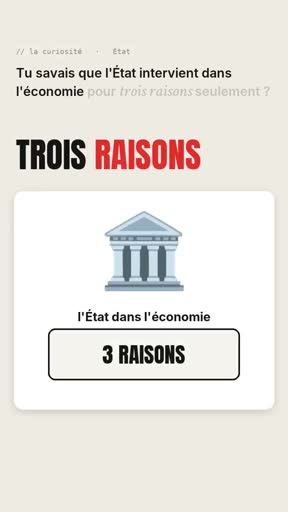 // la curiosité · État
Tu savais que l'État intervient dans
l'économie pour trois raisons seulement ?
TROIS RAISONS
l'État dans l'économie
3 RAISONS